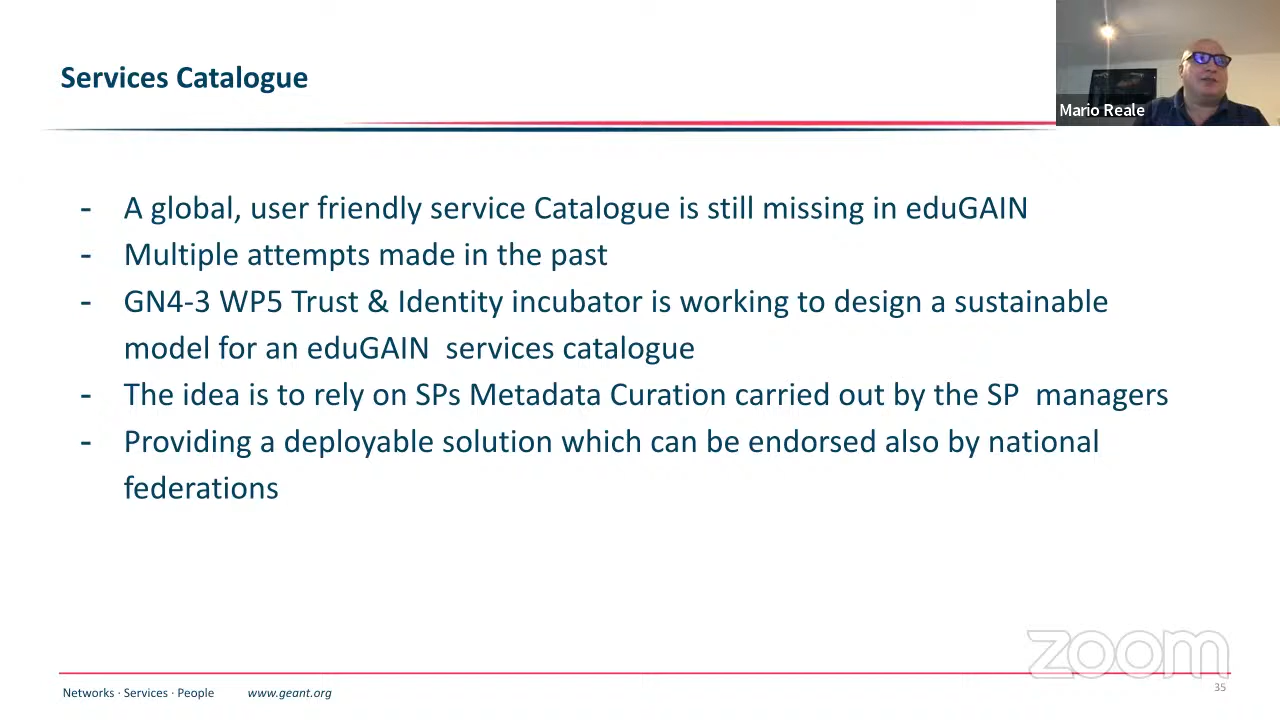 Services Catalogue
Mario Reale
- A global, user friendly service Catalogue is still missing in eduGAIN
- Multiple attempts made in the past
- GN4-3 WP5 Trust & Identity incubator is working to design a sustainable
model for an eduGAIN services catalogue
- The idea is to rely on SPs Metadata Curation carried out by the SP managers
- Providing a deployable solution which can be endorsed also by national
federations
zoom
Networks · Services · People www.geant.org
35